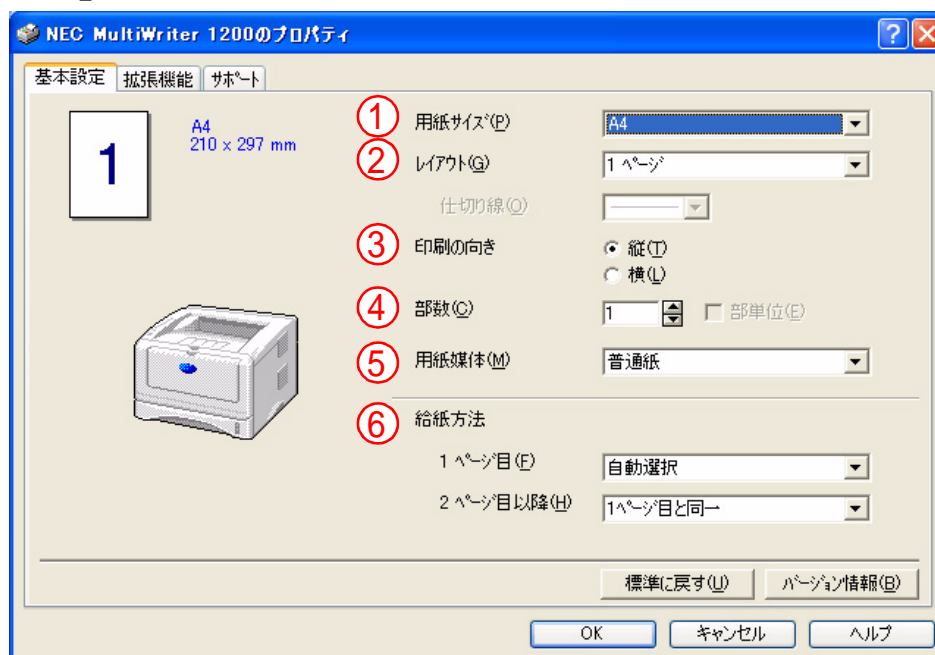 NEC MultiWriter 1200のプロパティ
基本設定 拡張機能 サポート
1
A4
210 x 297 mm
① 用紙サイズ(P) A4
② レイアウト(G) 1 ページ
仕切り線(O)
③ 印刷の向き 縦(T)
横(L)
④ 部数(C) 1 部単位(E)
⑤ 用紙媒体(M) 普通紙
⑥ 給紙方法
1 ページ目(F) 自動選択
2 ページ目以降(H) 1ページ目と同一
標準に戻す(U) バージョン情報(B)
OK キャンセル ヘルプ